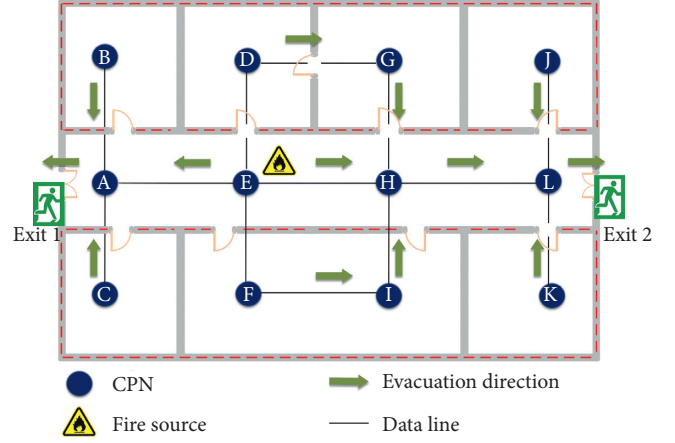 B
D
G
J
A
E
H
L
Exit 1
Exit 2
C
F
I
K
CPN
Evacuation direction
Fire source
Data line